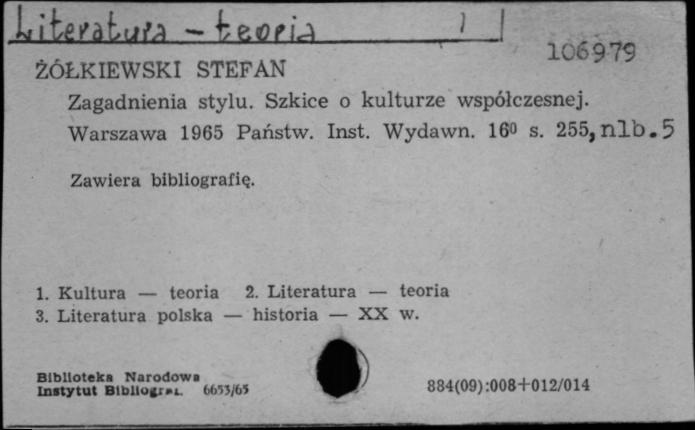 Literatura - teoria 1
106979
ŻÓŁKIEWSKI STEFAN
Zagadnienia stylu. Szkice o kulturze współczesnej.
Warszawa 1965 Państw. Inst. Wydawn. 16⁰ s. 255, nlb. 5
Zawiera bibliografię.
1. Kultura — teoria 2. Literatura — teoria
3. Literatura polska — historia — XX w.
Biblioteka Narodowa
Instytut Bibliogr. 6653/65
884(09):008+012/014